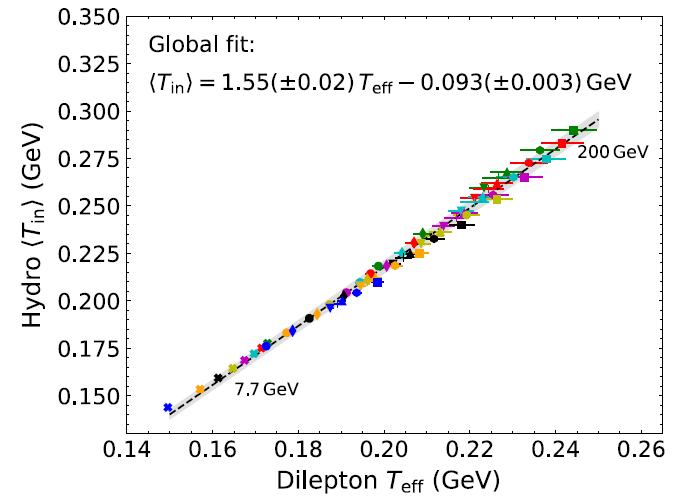 Global fit:
⟨T_in⟩ = 1.55(±0.02) T_eff − 0.093(±0.003) GeV
Hydro ⟨T_in⟩ (GeV)
0.350
0.325
0.300
0.275
0.250
0.225
0.200
0.175
0.150
200 GeV
7.7 GeV
0.14 0.16 0.18 0.20 0.22 0.24 0.26
Dilepton T_eff (GeV)